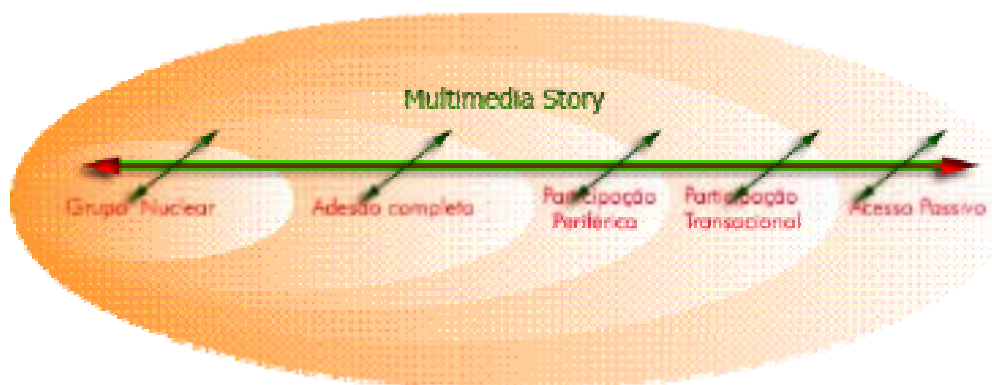 Multimedia Story
Grupo Nuclear
Adesão completa
Participação
Periférica
Participação
Transacional
Acesso Passivo